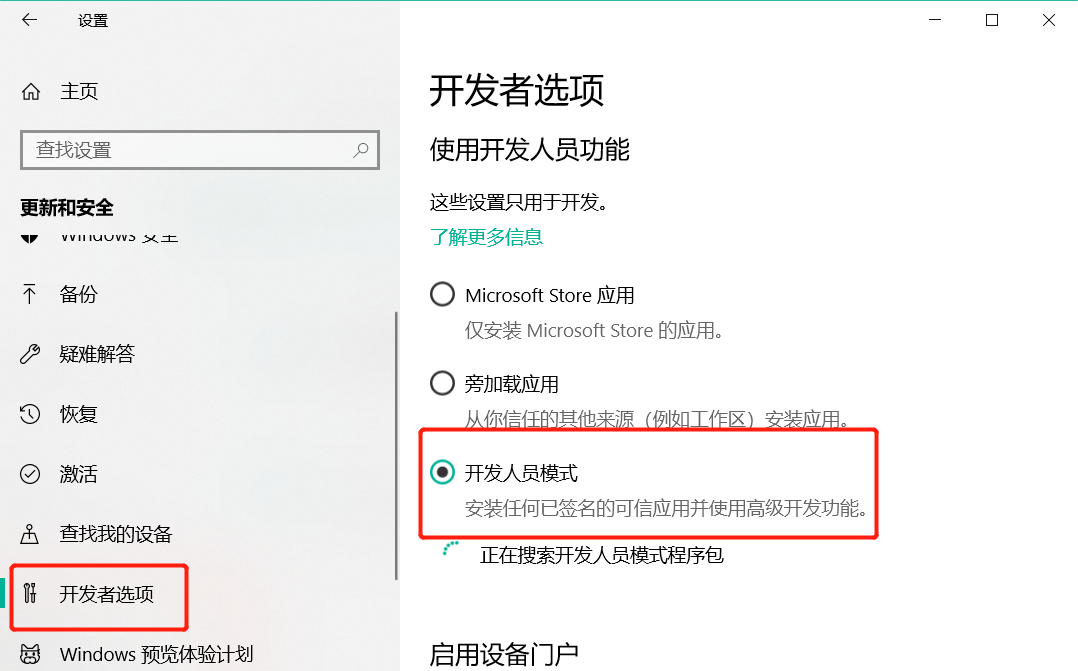 设置
主页
查找设置
更新和安全
Windows 安全
备份
疑难解答
恢复
激活
查找我的设备
开发者选项
Windows 预览体验计划
开发者选项
使用开发人员功能
这些设置只用于开发。
了解更多信息
Microsoft Store 应用
仅安装 Microsoft Store 的应用。
旁加载应用
从你信任的其他来源（例如工作区）安装应用。
开发人员模式
安装任何已签名的可信应用并使用高级开发功能。
正在搜索开发人员模式程序包
启用设备门户